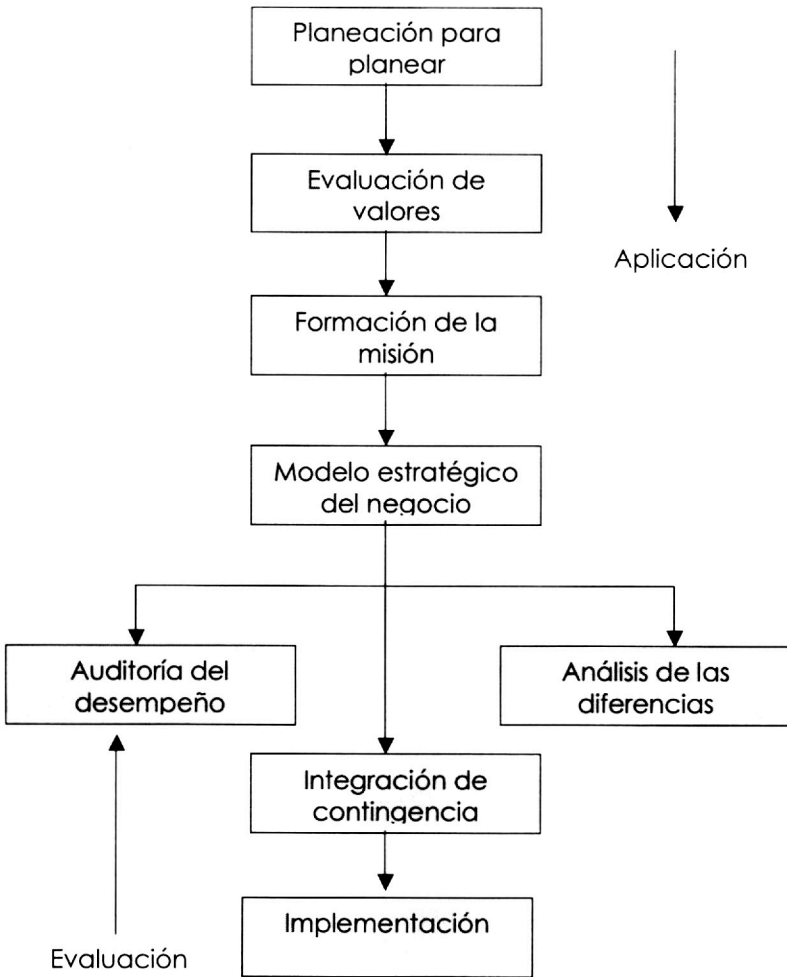 Planeación para
planear
Evaluación de
valores
Aplicación
Formación de la
misión
Modelo estratégico
del negocio
Auditoría del
desempeño
Análisis de las
diferencias
Integración de
contingencia
Implementación
Evaluación